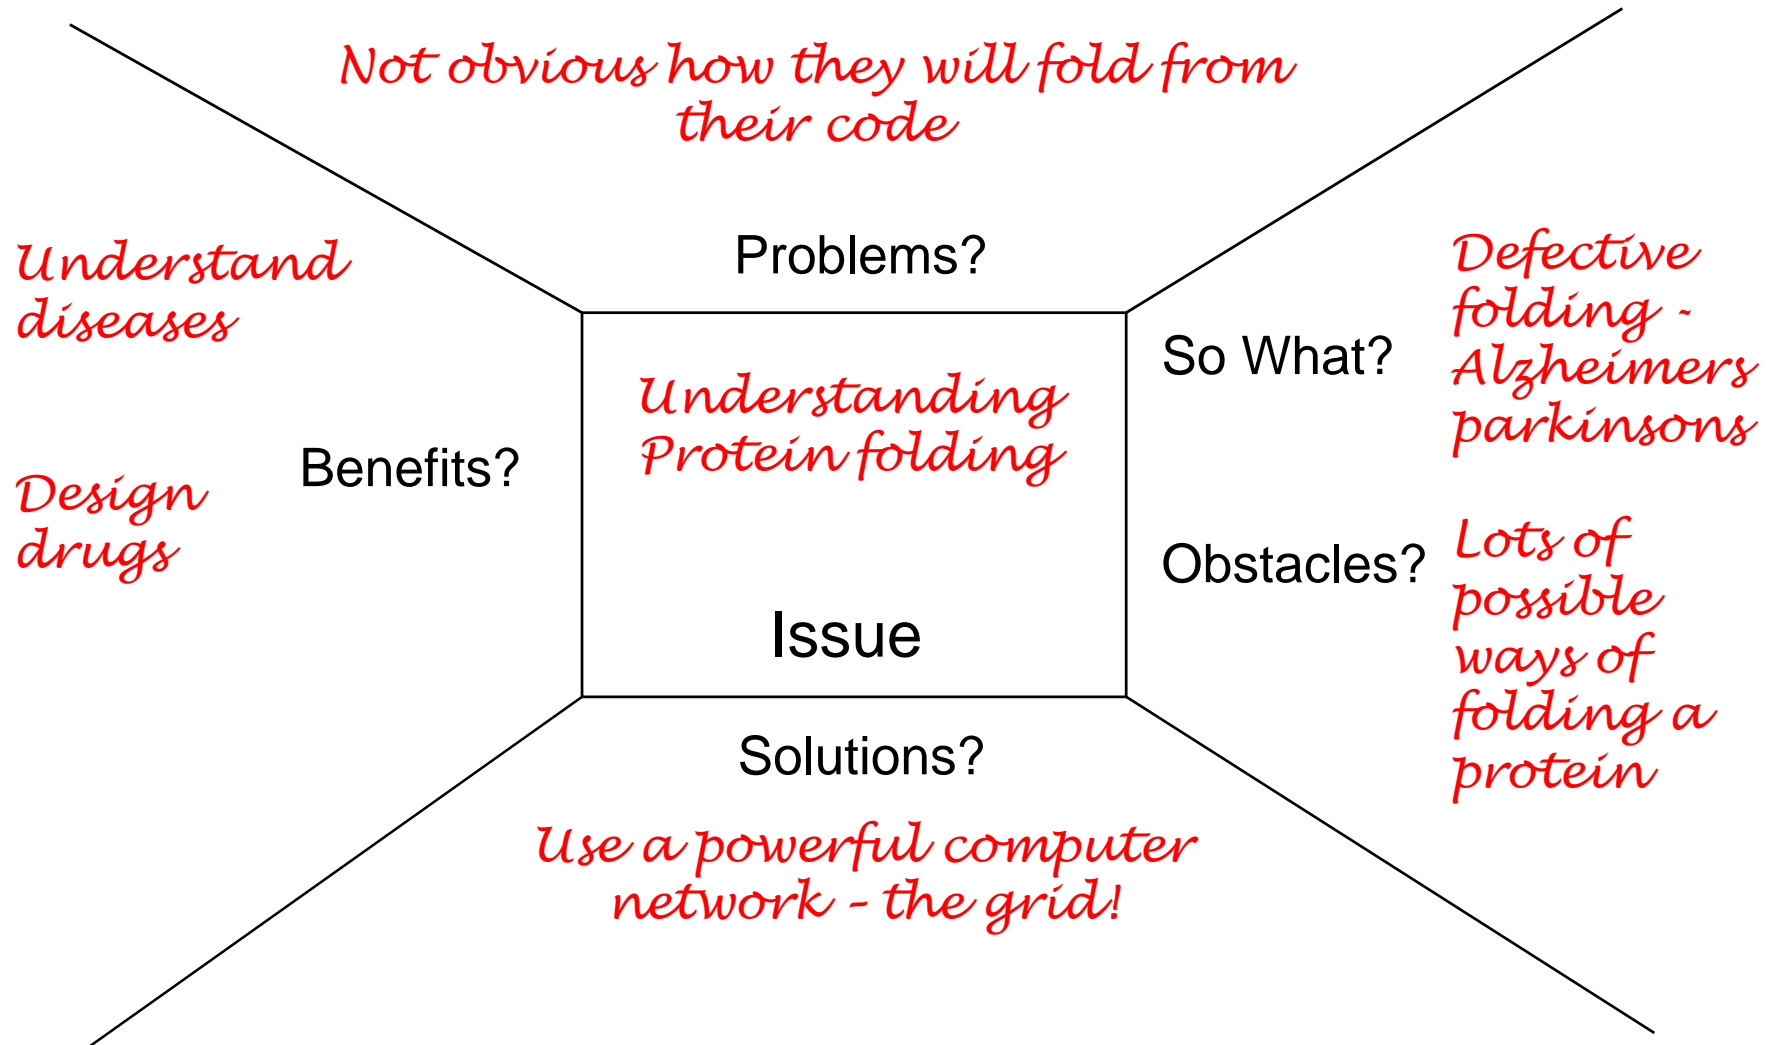 Not obvious how they will fold from
their code
Problems?
Understand
diseases
Design
drugs
Benefits?
Understanding
Protein folding
Issue
So What?
Defective
folding -
Alzheimers
parkinsons
Obstacles?
Lots of
possible
ways of
folding a
protein
Solutions?
Use a powerful computer
network – the grid!